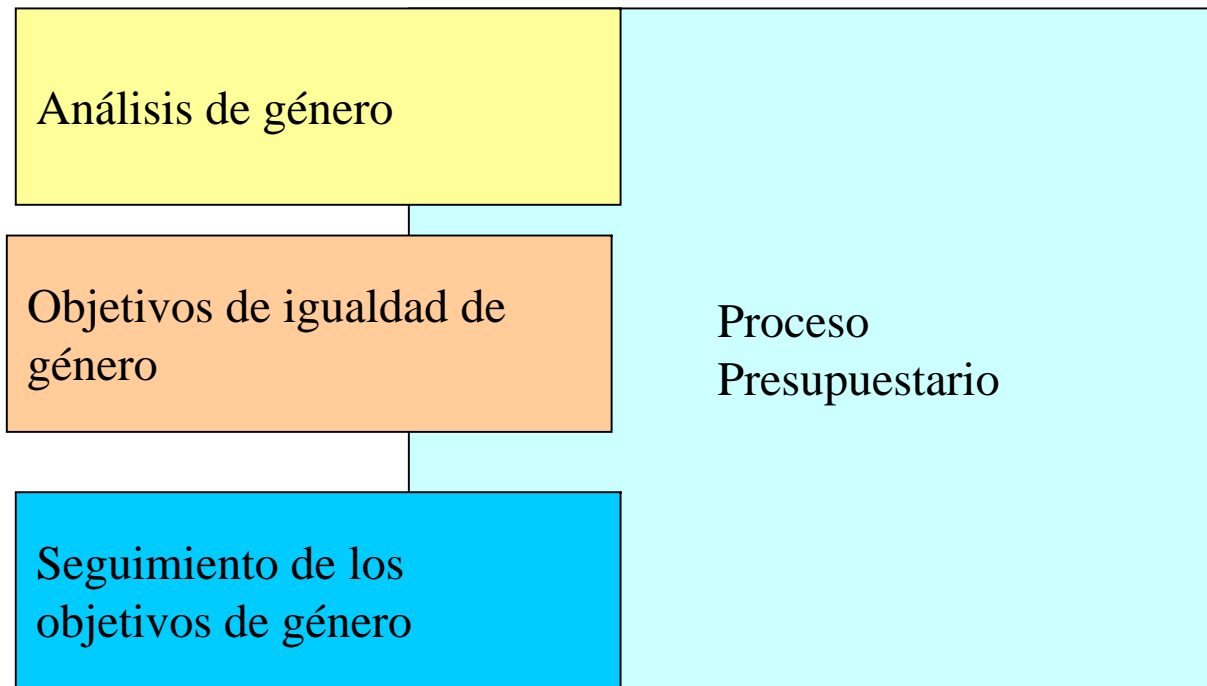 Análisis de género
Objetivos de igualdad de
género
Proceso
Presupuestario
Seguimiento de los
objetivos de género